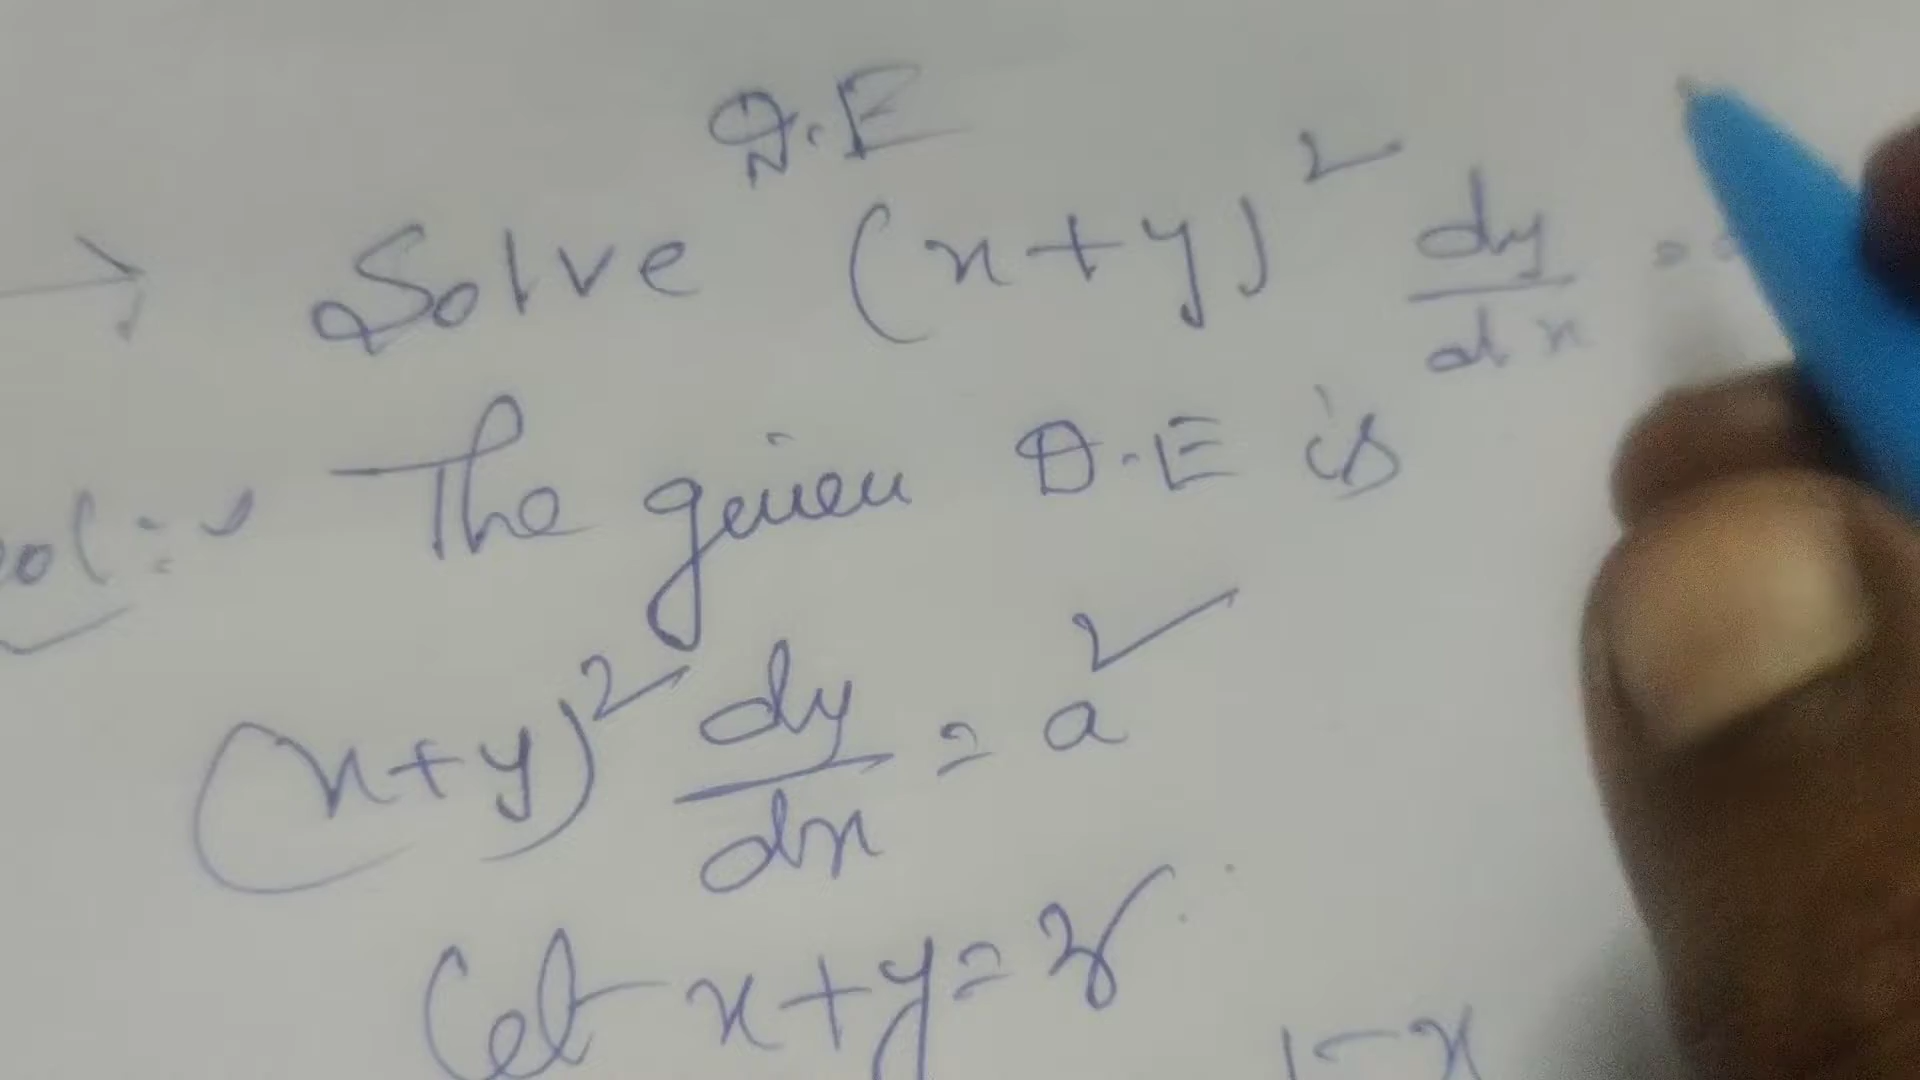 D.E
→ Solve (x+y)² dy/dx =
Sol:- The given D.E is
(x+y)² dy/dx = a²
Let x+y=z